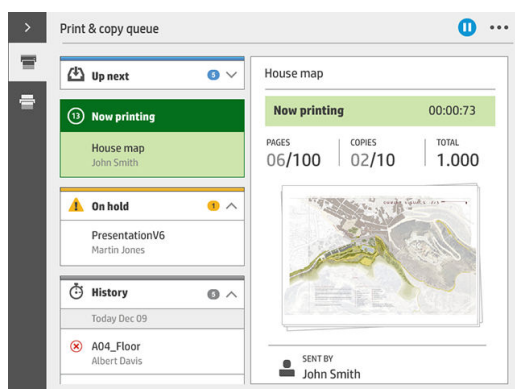 Print & copy queue
Up next
5
13
Now printing
House map
John Smith
On hold
1
PresentationV6
Martin Jones
History
5
Today Dec 09
A04_Floor
Albert Davis
House map
Now printing 00:00:73
PAGES COPIES TOTAL
06/100 02/10 1.000
SENT BY
John Smith